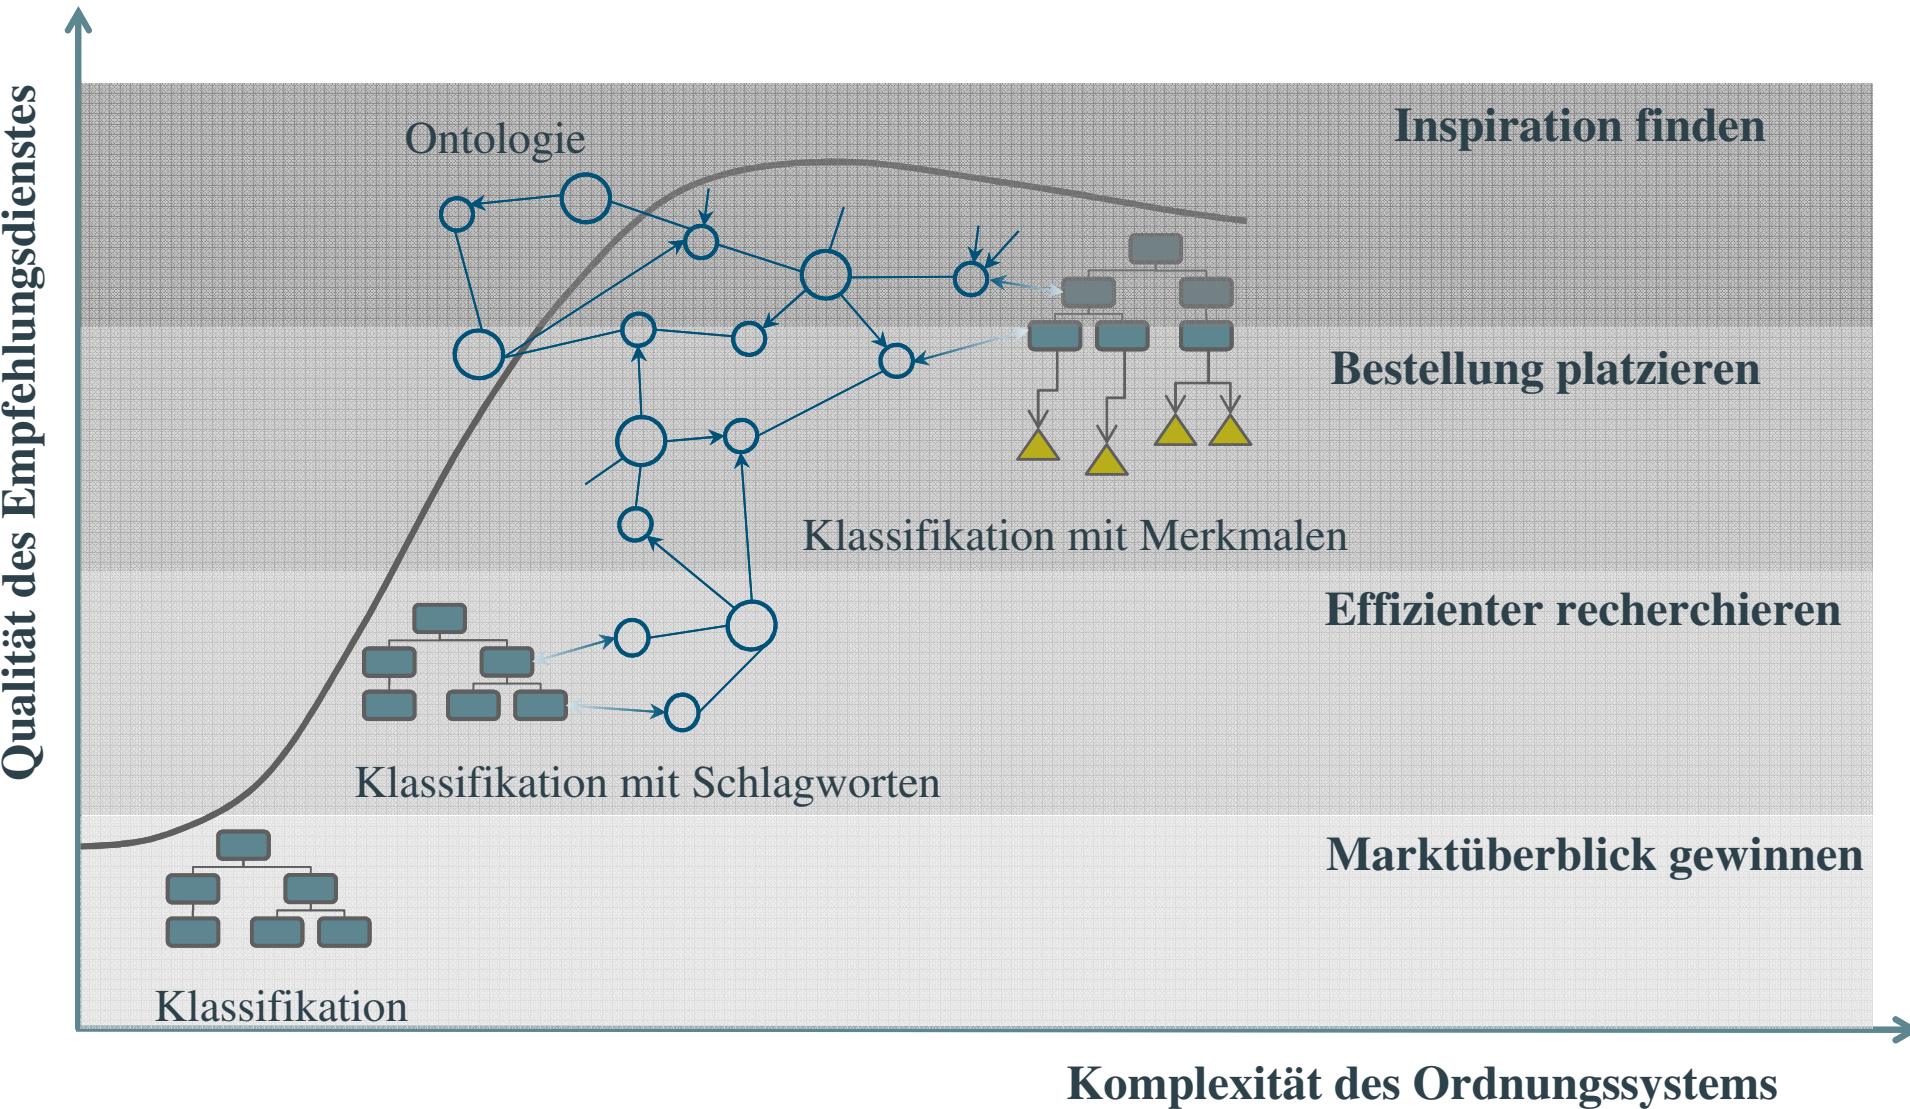 Qualität des Empfehlungsdienstes
Inspiration finden
Ontologie
Bestellung platzieren
Klassifikation mit Merkmalen
Effizienter recherchieren
Klassifikation mit Schlagworten
Marktüberblick gewinnen
Klassifikation
Komplexität des Ordnungssystems